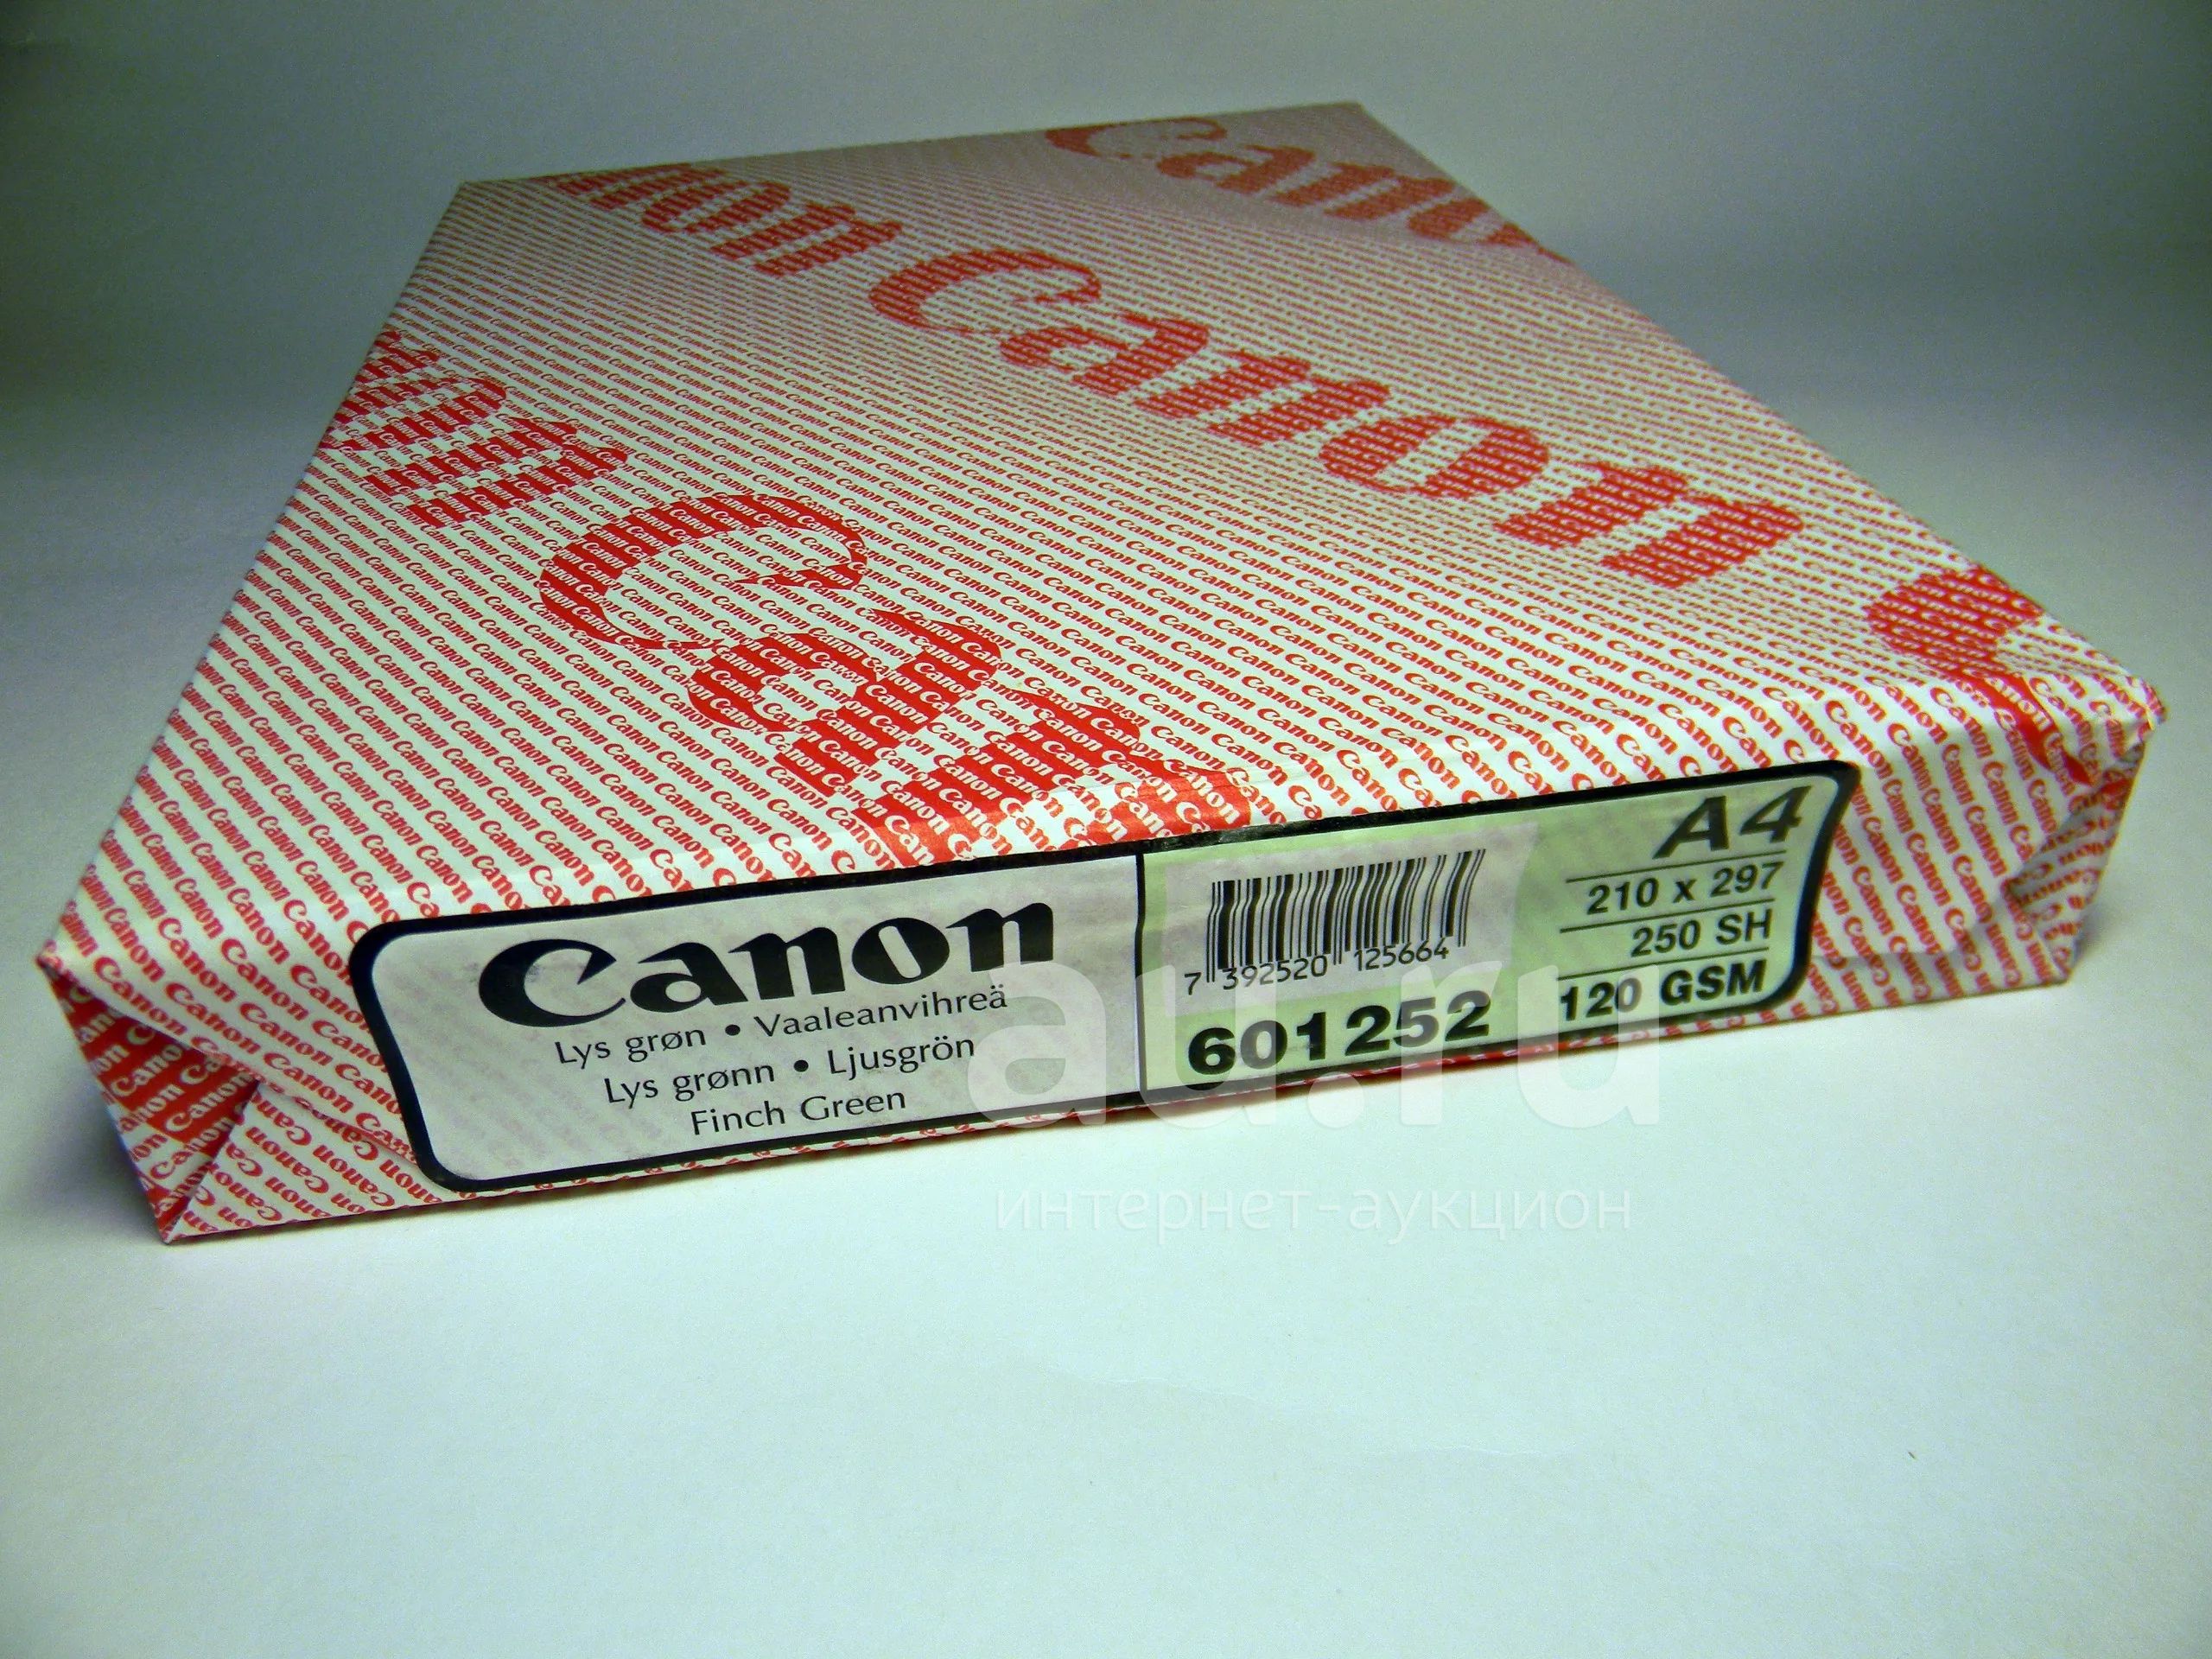 Canon
Canon
Canon
Lys grøn • Vaaleanvihreä
Lys grønn • Ljusgrön
Finch Green
7 392520 125664
601252
A4
210 x 297
250 SH
120 GSM
au.ru
интернет-аукцион